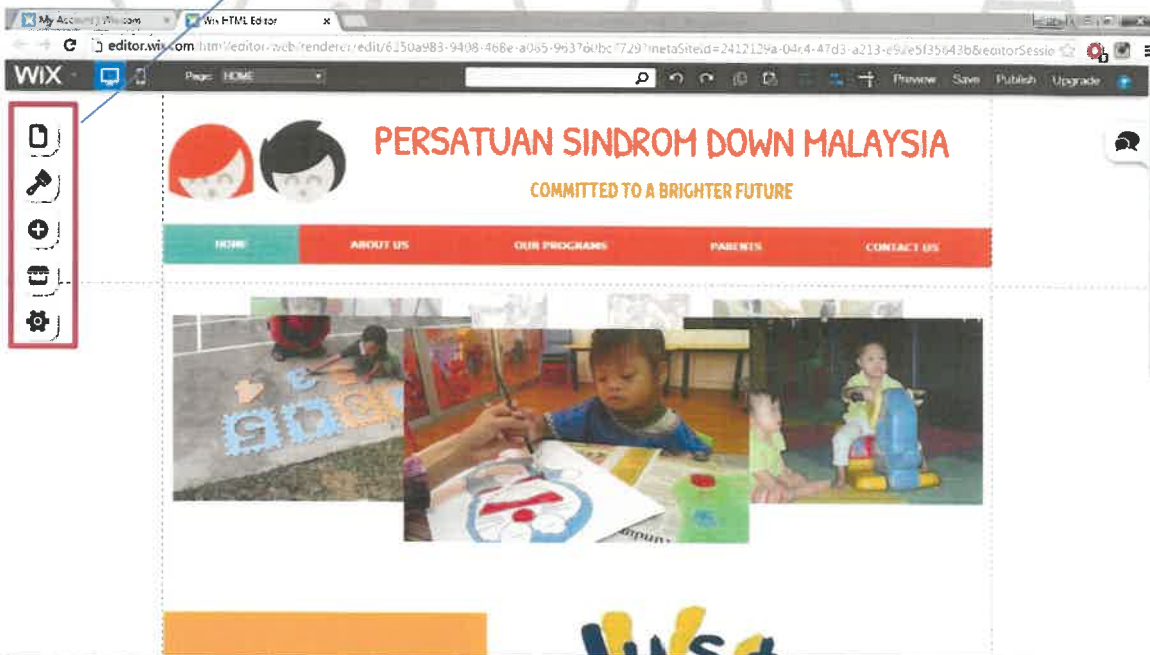 My Account | Wix.com Wix HTML Editor
editor.wix.com
WiX Page: HOME Preview Save Publish Upgrade
PERSATUAN SINDROM DOWN MALAYSIA
COMMITTED TO A BRIGHTER FUTURE
HOME ABOUT US OUR PROGRAMS PARENTS CONTACT US